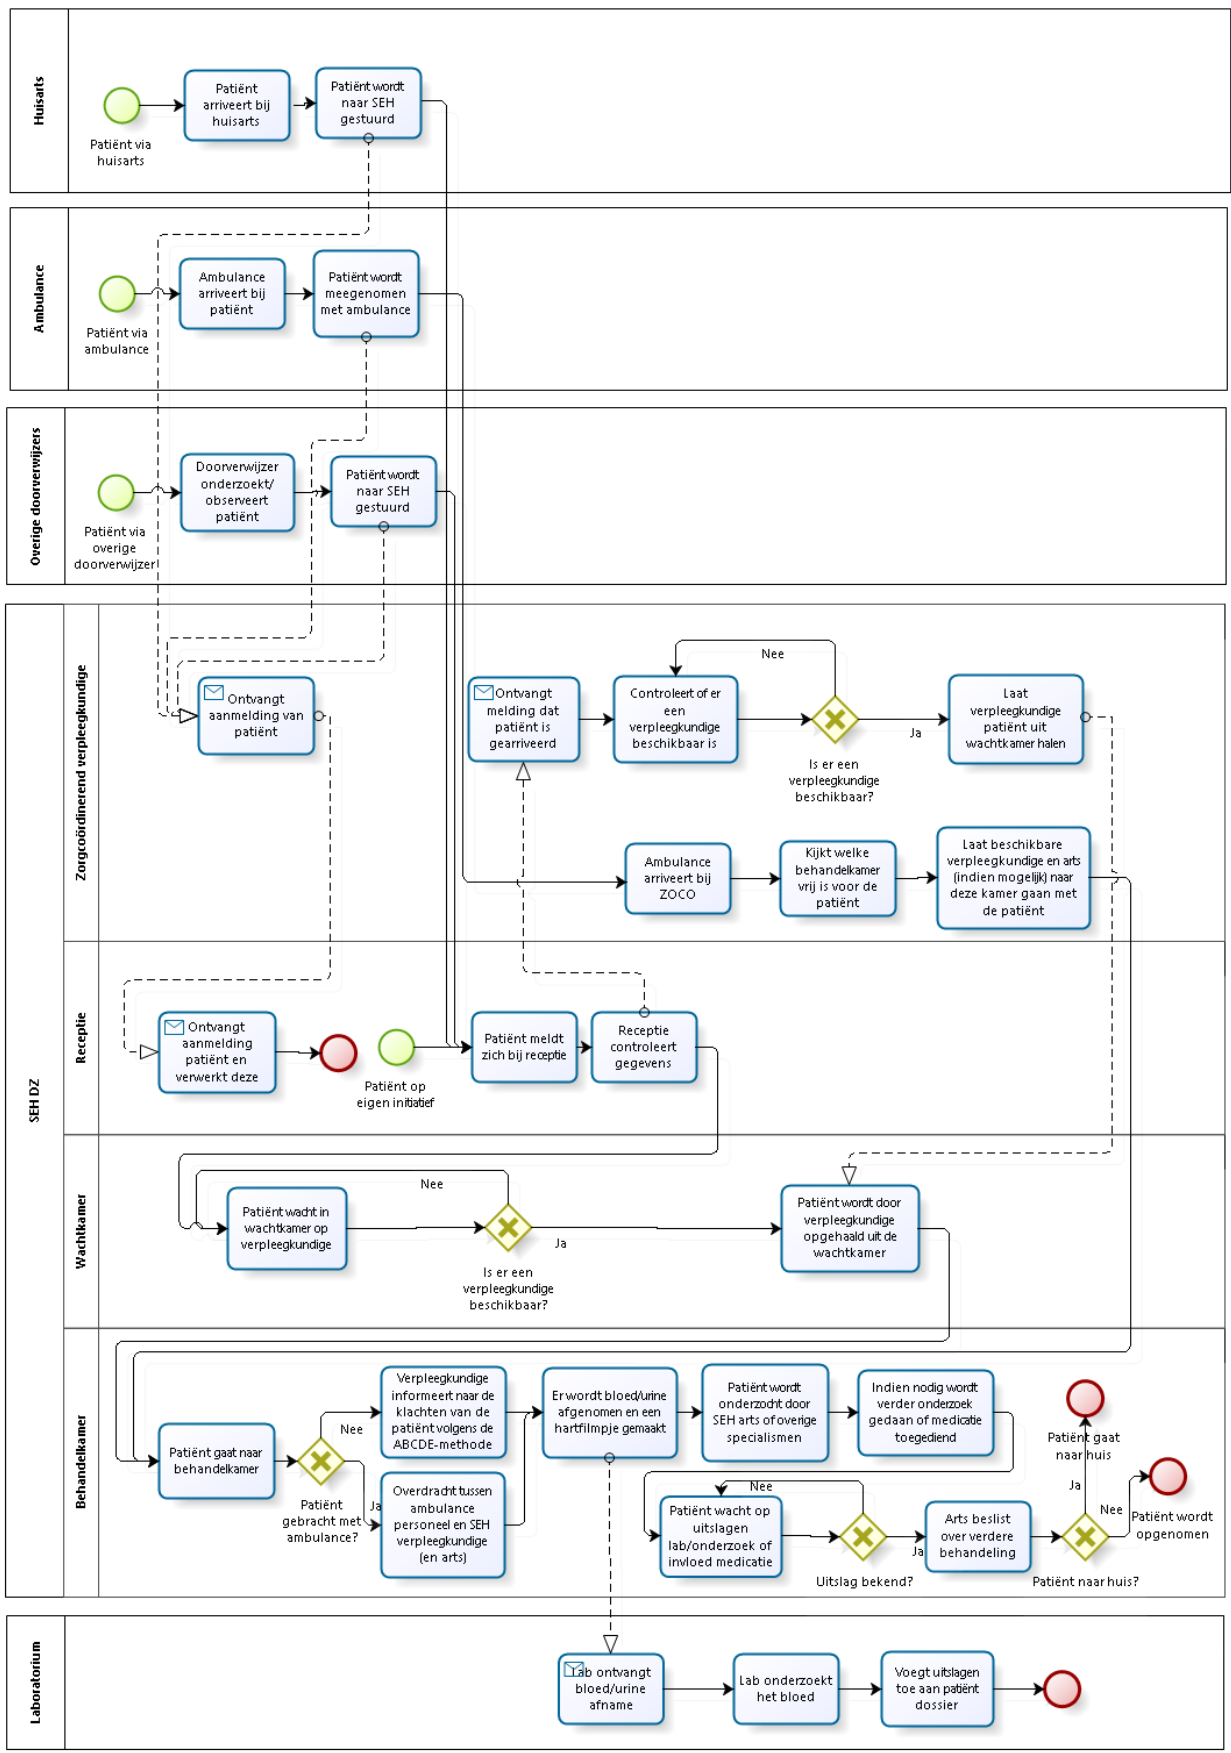 Huisarts
Patiënt via
huisarts
Patiënt
arriveert bij
huisarts
Patiënt wordt
naar SEH
gestuurd
Ambulance
Patiënt via
ambulance
Ambulance
arriveert bij
patiënt
Patiënt wordt
meegenomen
met ambulance
Overige doorverwijzers
Patiënt via
overige
doorverwijzer
Doorverwijzer
onderzoekt/
observeert
patiënt
Patiënt wordt
naar SEH
gestuurd
SEH DZ
Zorgcoördinerend verpleegkundige
Ontvangt
aanmelding van
patiënt
Ontvangt
melding dat
patiënt is
gearriveerd
Controleert of er
een
verpleegkundige
beschikbaar is
Nee
Is er een
verpleegkundige
beschikbaar?
Ja
Laat
verpleegkundige
patiënt uit
wachtkamer halen
Ambulance
arriveert bij
ZOCO
Kijkt welke
behandelkamer
vrij is voor de
patiënt
Laat beschikbare
verpleegkundige en arts
(indien mogelijk) naar
deze kamer gaan met
de patiënt
Receptie
Ontvangt
aanmelding
patiënt en
verwerkt deze
Patiënt op
eigen initiatief
Patiënt meldt
zich bij receptie
Receptie
controleert
gegevens
Wachtkamer
Patiënt wacht in
wachtkamer op
verpleegkundige
Nee
Is er een
verpleegkundige
beschikbaar?
Ja
Patiënt wordt door
verpleegkundige
opgehaald uit de
wachtkamer
Behandelkamer
Patiënt gaat naar
behandelkamer
Patiënt
gebracht met
ambulance?
Nee
Ja
Verpleegkundige
informeert naar de
klachten van de
patiënt volgens de
ABCDE-methode
Overdracht tussen
ambulance
personeel en SEH
verpleegkundige
(en arts)
Er wordt bloed/urine
afgenomen en een
hartfilmpje gemaakt
Patiënt wordt
onderzocht door
SEH arts of overige
specialismen
Indien nodig wordt
verder onderzoek
gedaan of medicatie
toegediend
Patiënt wacht op
uitslagen
lab/onderzoek of
invloed medicatie
Nee
Uitslag bekend?
Ja
Arts beslist
over verdere
behandeling
Patiënt naar huis?
Ja
Patiënt gaat
naar huis
Nee
Patiënt wordt
opgenomen
Laboratorium
Lab ontvangt
bloed/urine
afname
Lab onderzoekt
het bloed
Voegt uitslagen
toe aan patiënt
dossier